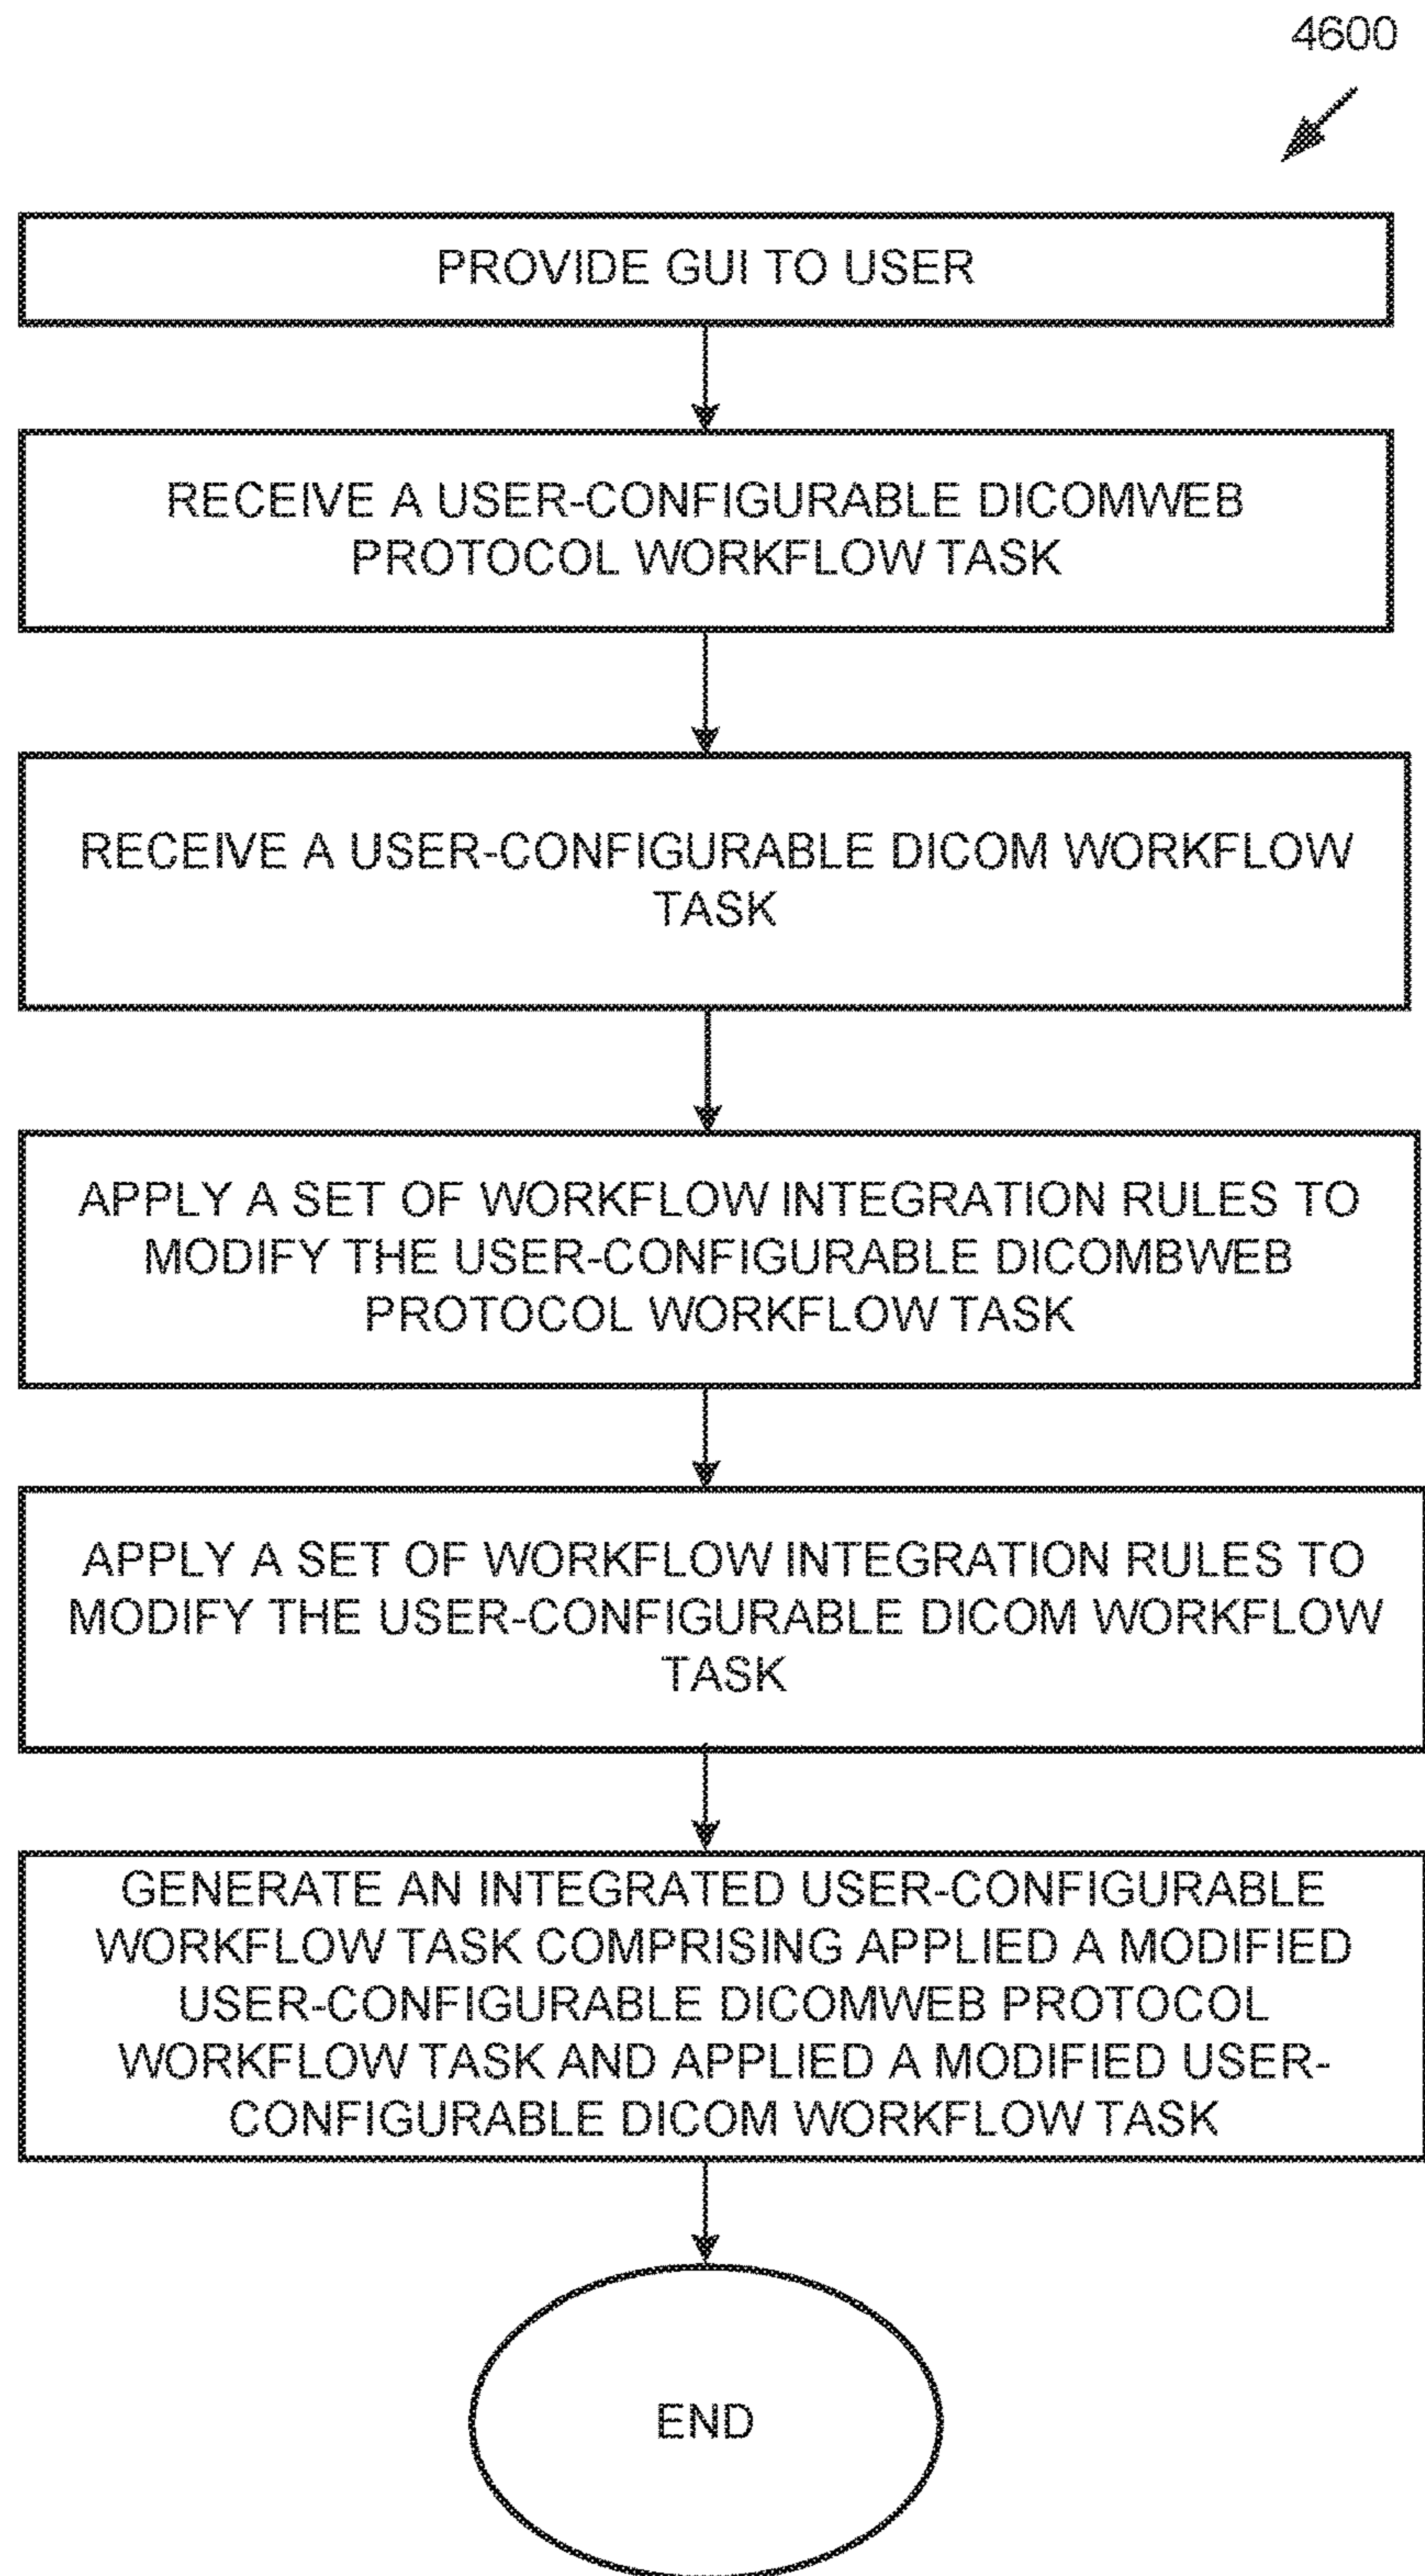 4600
PROVIDE GUI TO USER
RECEIVE A USER-CONFIGURABLE DICOMWEB
PROTOCOL WORKFLOW TASK
RECEIVE A USER-CONFIGURABLE DICOM WORKFLOW
TASK
APPLY A SET OF WORKFLOW INTEGRATION RULES TO
MODIFY THE USER-CONFIGURABLE DICOMBWEB
PROTOCOL WORKFLOW TASK
APPLY A SET OF WORKFLOW INTEGRATION RULES TO
MODIFY THE USER-CONFIGURABLE DICOM WORKFLOW
TASK
GENERATE AN INTEGRATED USER-CONFIGURABLE
WORKFLOW TASK COMPRISING APPLIED A MODIFIED
USER-CONFIGURABLE DICOMWEB PROTOCOL
WORKFLOW TASK AND APPLIED A MODIFIED USER-
CONFIGURABLE DICOM WORKFLOW TASK
END